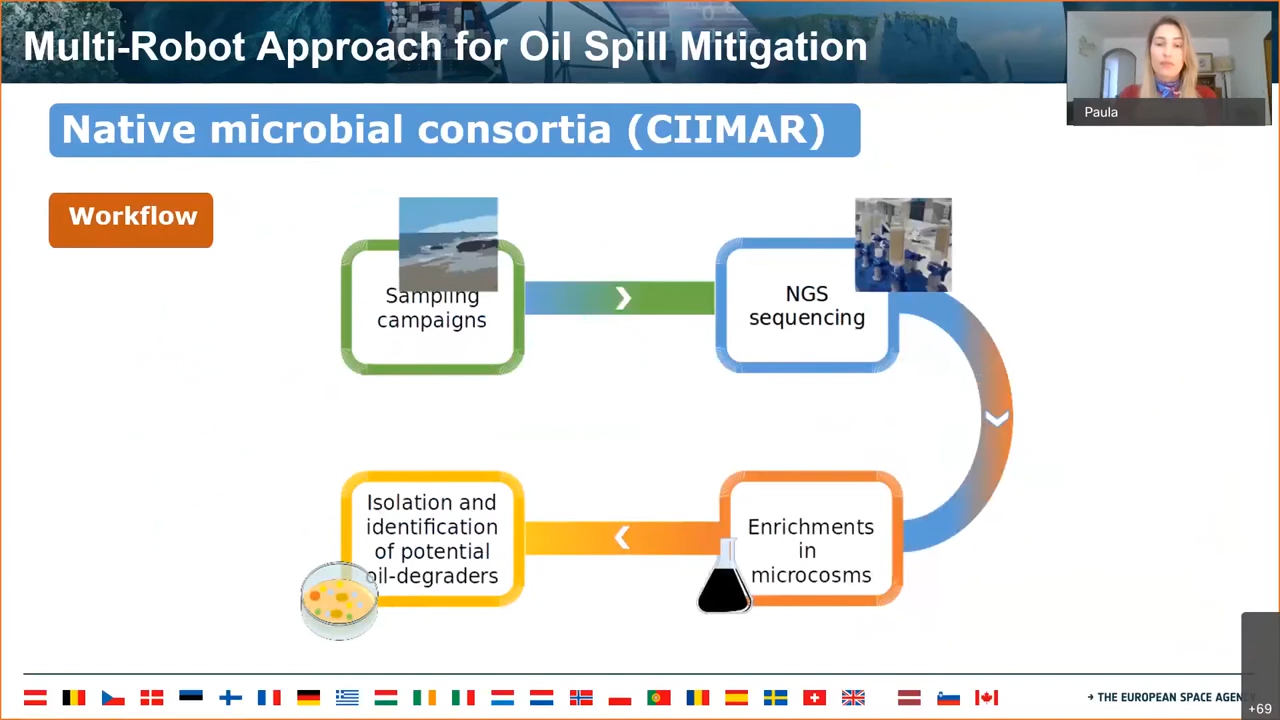 Multi-Robot Approach for Oil Spill Mitigation
Paula
Native microbial consortia (CIIMAR)
Workflow
Sampling
campaigns
NGS
sequencing
Isolation and
identification
of potential
oil-degraders
Enrichments
in
microcosms
→ THE EUROPEAN SPACE AGENCY
+69